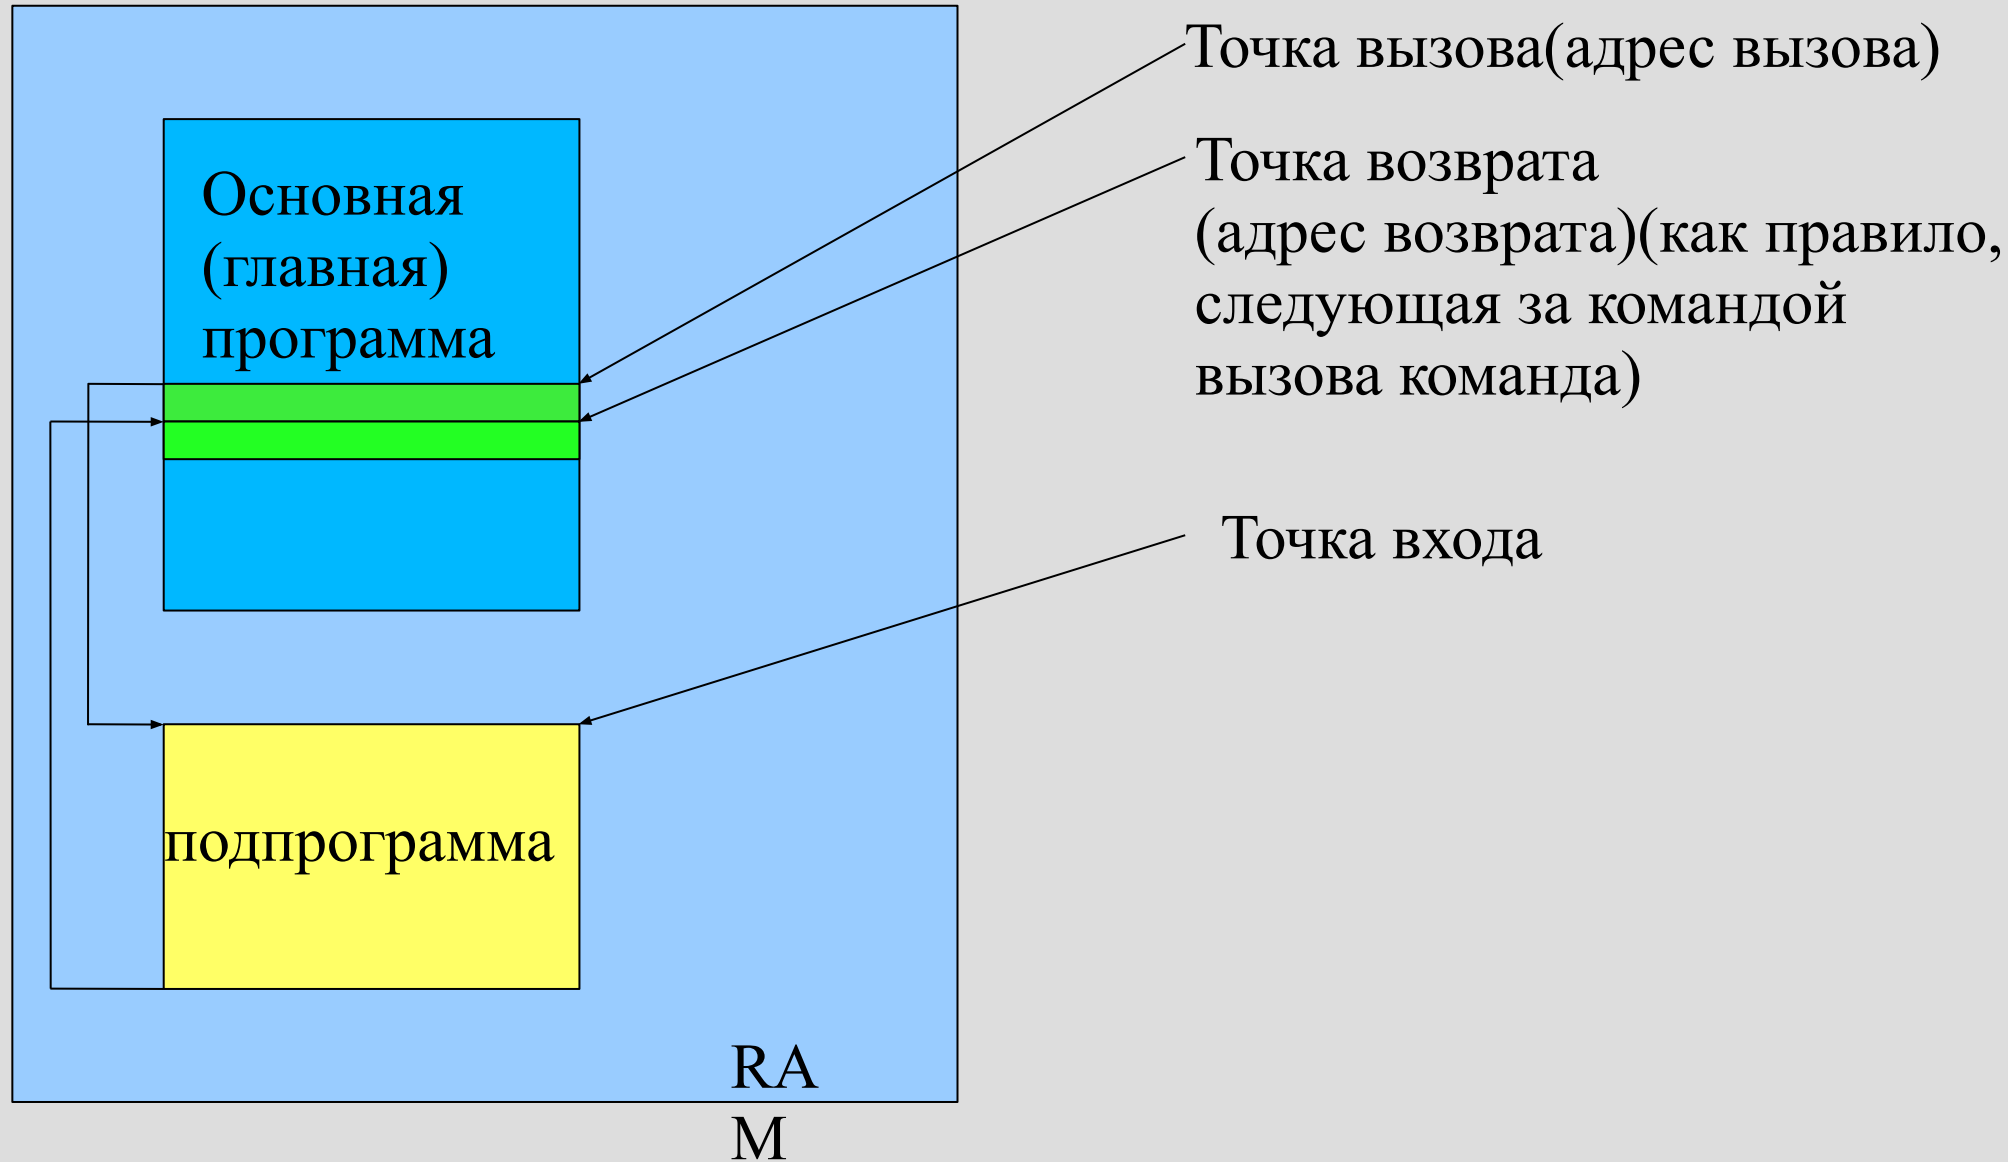 Точка вызова(адрес вызова)
Точка возврата
(адрес возврата)(как правило,
следующая за командой
вызова команда)
Основная
(главная)
программа
Точка входа
подпрограмма
RA
M